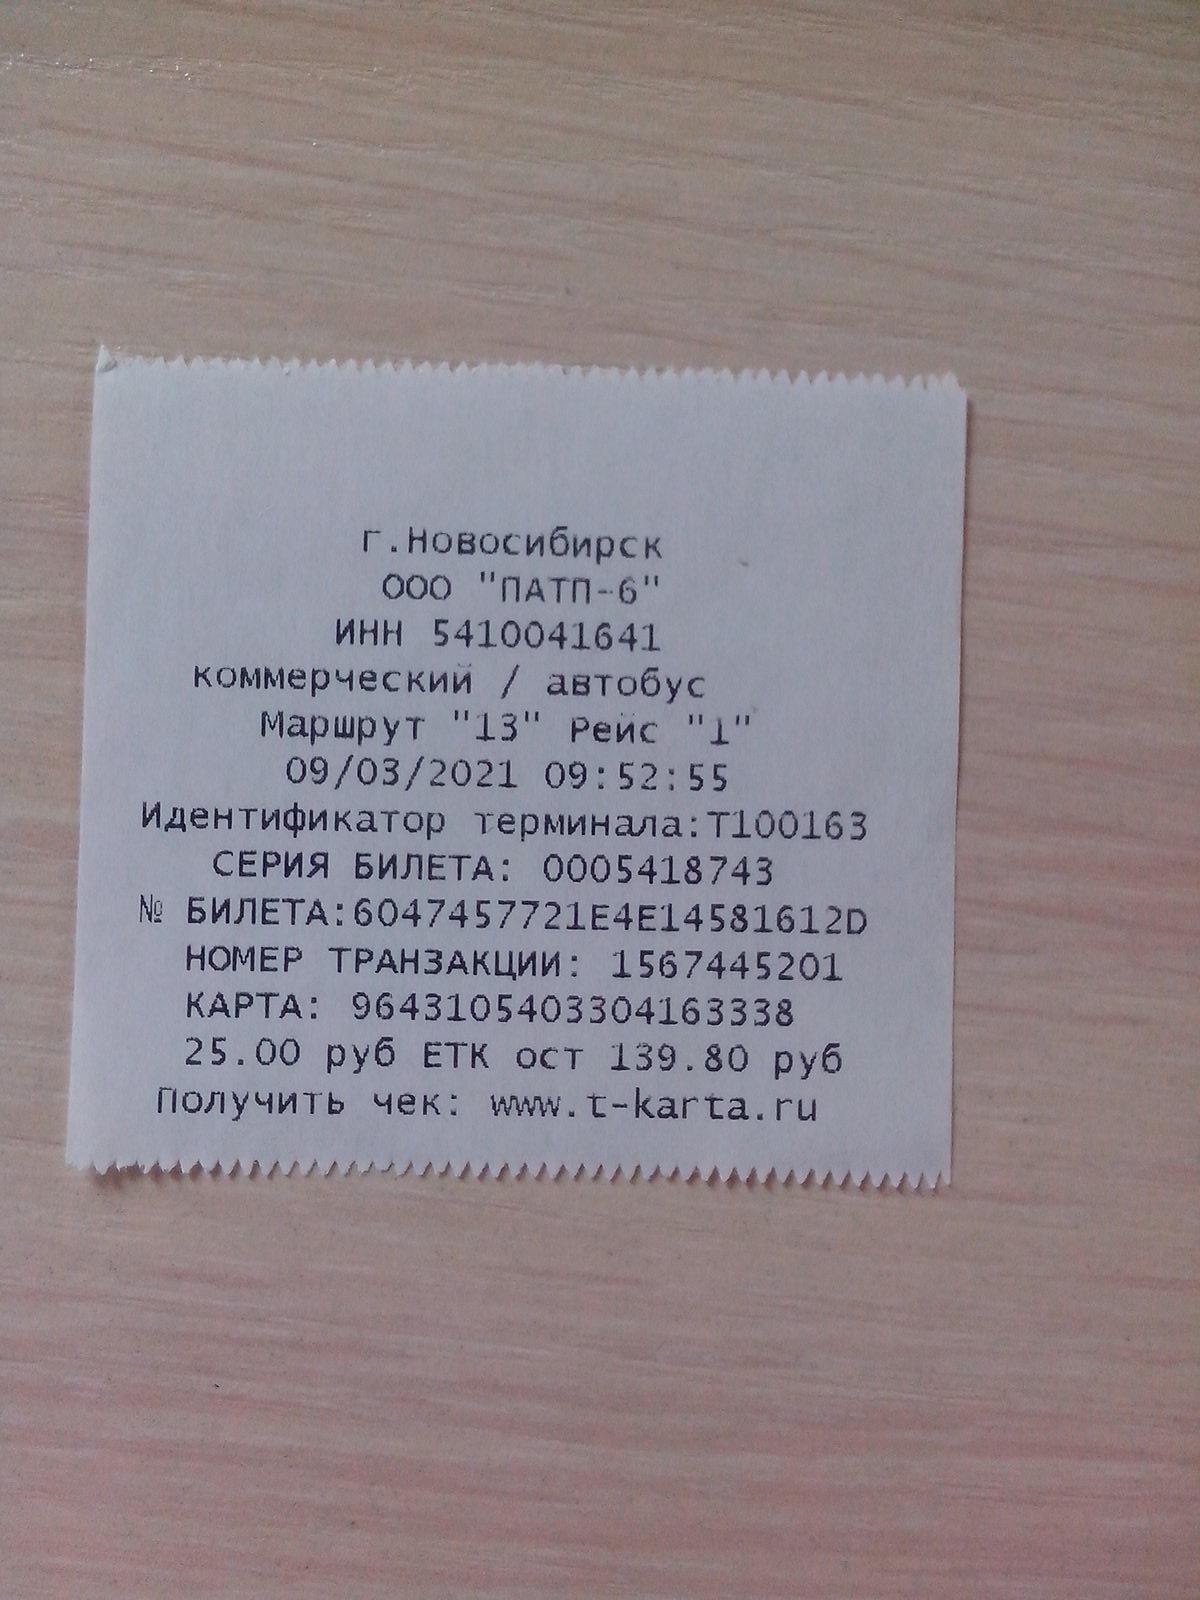 г.Новосибирск
ООО "ПАТП-6"
ИНН 5410041641
коммерческий / автобус
Маршрут "13" Рейс "1"
09/03/2021 09:52:55
Идентификатор терминала:Т100163
СЕРИЯ БИЛЕТА: 0005418743
№ БИЛЕТА:6047457721E4E14581612D
НОМЕР ТРАНЗАКЦИИ: 1567445201
КАРТА: 9643105403304163338
25.00 руб ЕТК ост 139.80 руб
Получить чек: www.t-karta.ru